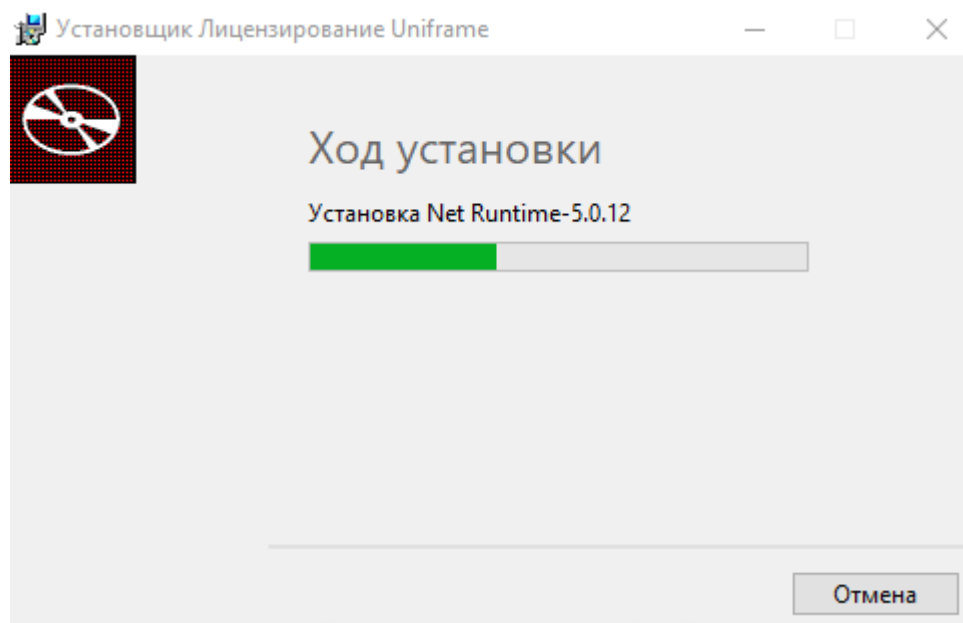 Установщик Лицензирование Uniframe
Ход установки
Установка Net Runtime-5.0.12
Отмена